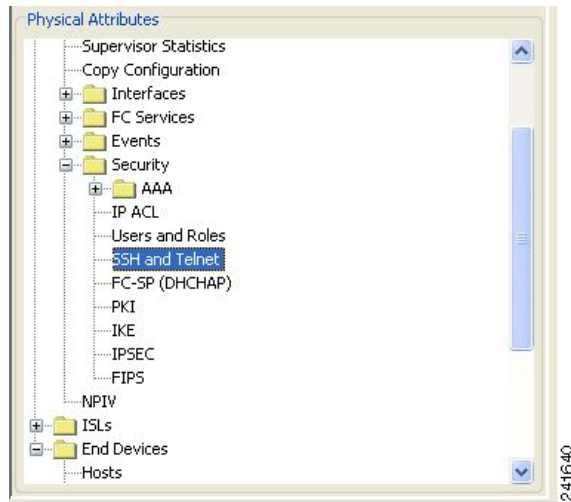 Physical Attributes
Supervisor Statistics
Copy Configuration
Interfaces
FC Services
Events
Security
AAA
IP ACL
Users and Roles
SSH and Telnet
FC-SP (DHCHAP)
PKI
IKE
IPSEC
FIPS
NPIV
ISLs
End Devices
Hosts
241640